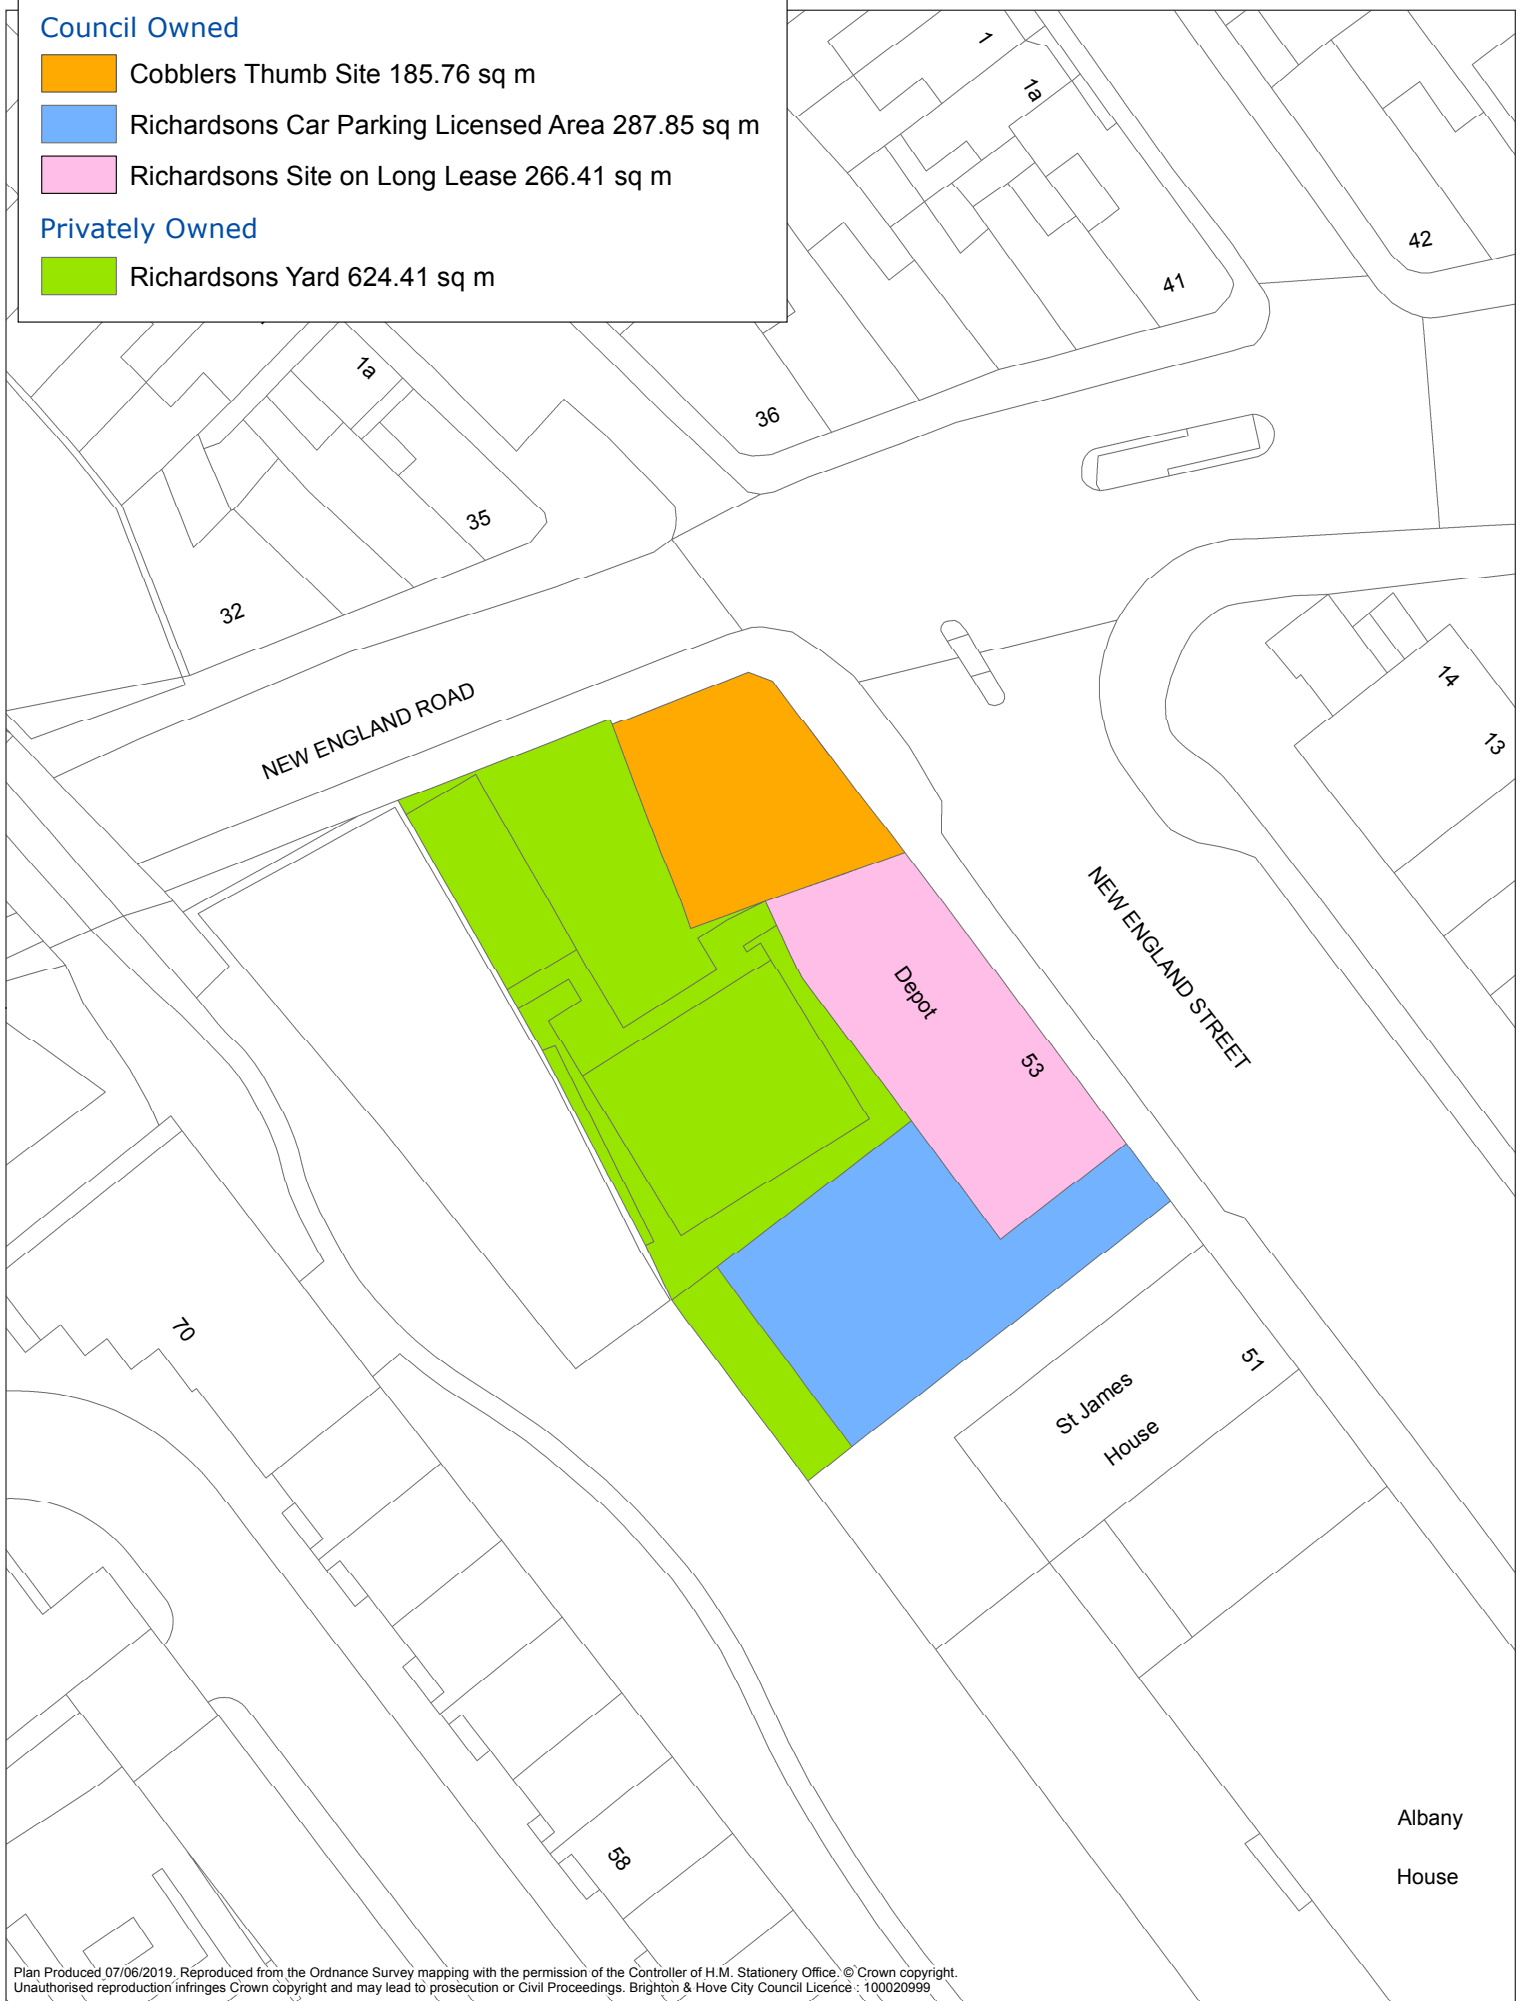 Council Owned
Cobblers Thumb Site 185.76 sq m
Richardsons Car Parking Licensed Area 287.85 sq m
Richardsons Site on Long Lease 266.41 sq m
Privately Owned
Richardsons Yard 624.41 sq m
1
1a
42
41
1a
36
35
32
14
13
NEW ENGLAND ROAD
NEW ENGLAND STREET
Depot
53
70
51
St James
House
58
Albany
House
Plan Produced 07/06/2019. Reproduced from the Ordnance Survey mapping with the permission of the Controller of H.M. Stationery Office. © Crown copyright.
Unauthorised reproduction infringes Crown copyright and may lead to prosecution or Civil Proceedings. Brighton & Hove City Council Licence : 100020999